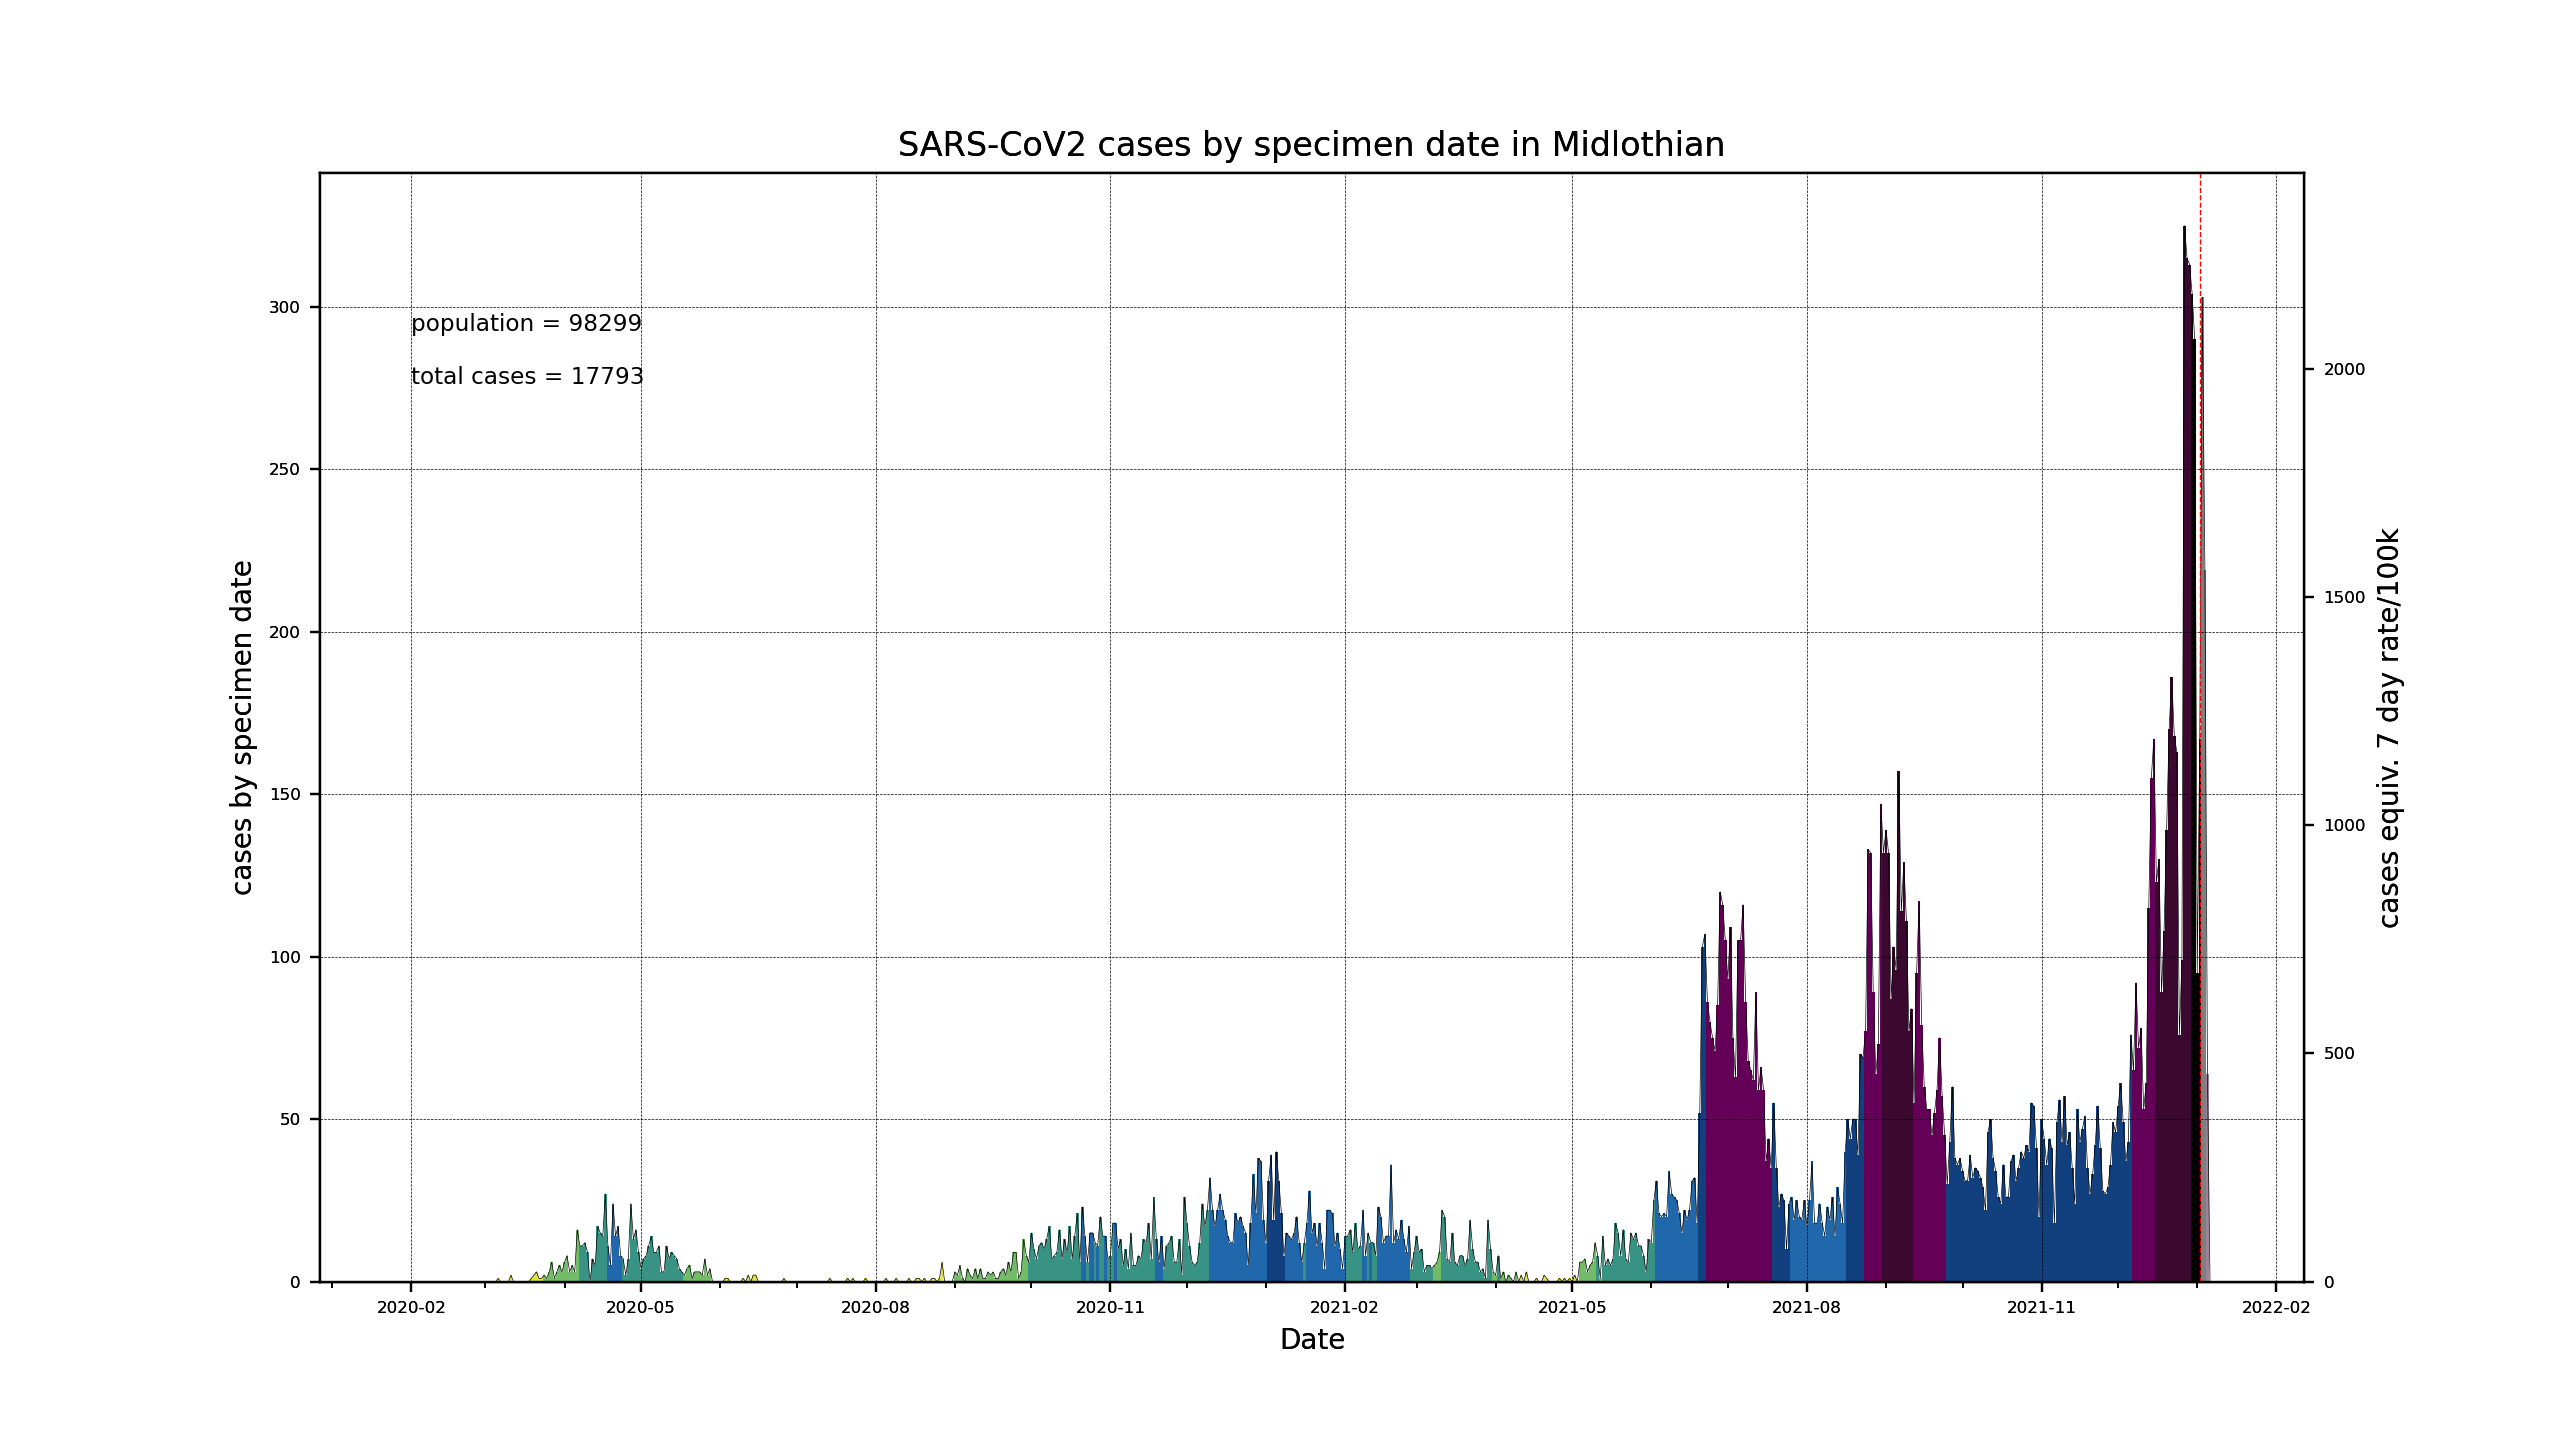 SARS-CoV2 cases by specimen date in Midlothian
population = 98299
total cases = 17793
cases by specimen date
300
250
200
150
100
50
0
2000
1500
1000
500
0
cases equiv. 7 day rate/100k
2020-02 2020-05 2020-08 2020-11 2021-02 2021-05 2021-08 2021-11 2022-02
Date